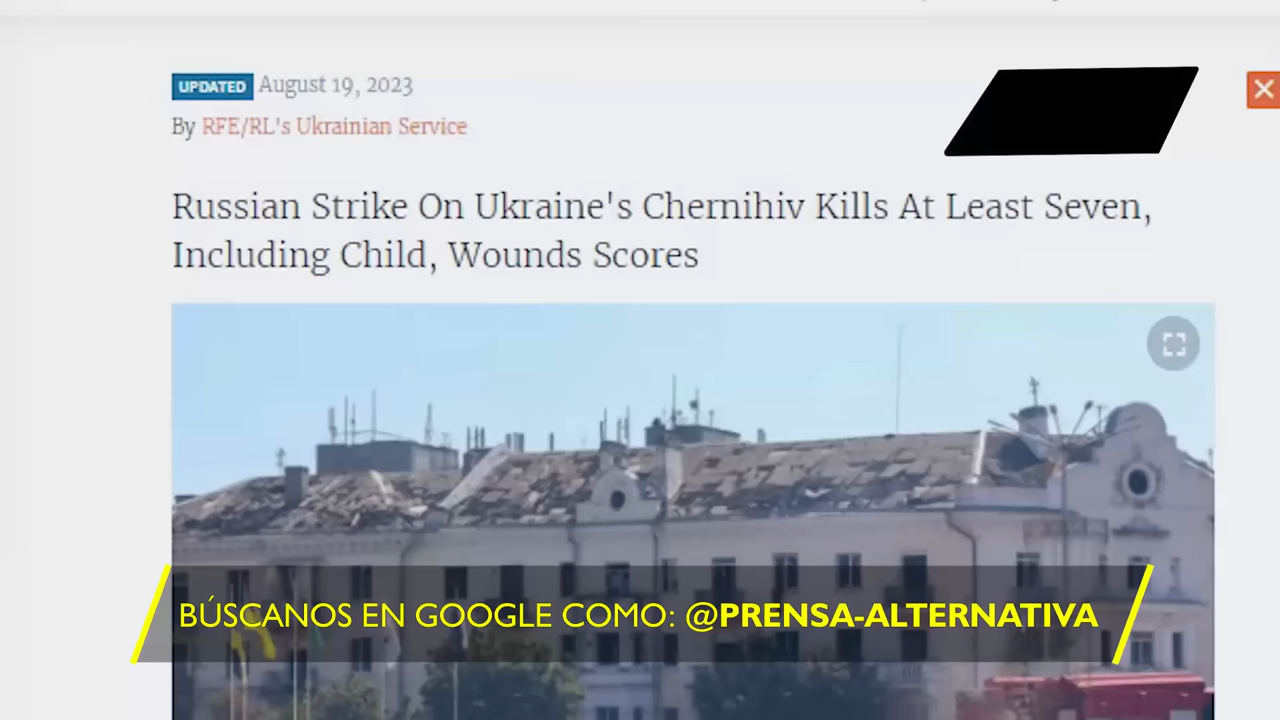 UPDATED August 19, 2023
By RFE/RL's Ukrainian Service
Russian Strike On Ukraine's Chernihiv Kills At Least Seven,
Including Child, Wounds Scores
BÚSCANOS EN GOOGLE COMO: @PRENSA-ALTERNATIVA